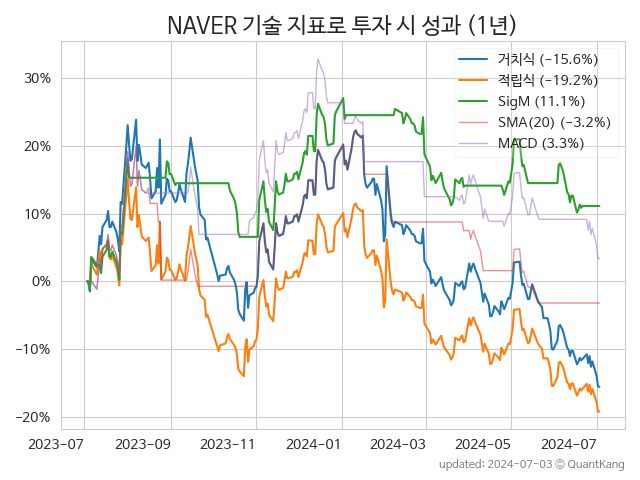 NAVER 기술 지표로 투자 시 성과 (1년)
거치식 (−15.6%)
적립식 (−19.2%)
SigM (11.1%)
SMA(20) (−3.2%)
MACD (3.3%)
30%
20%
10%
0%
−10%
−20%
2023-07 2023-09 2023-11 2024-01 2024-03 2024-05 2024-07
updated: 2024-07-03 © QuantKang